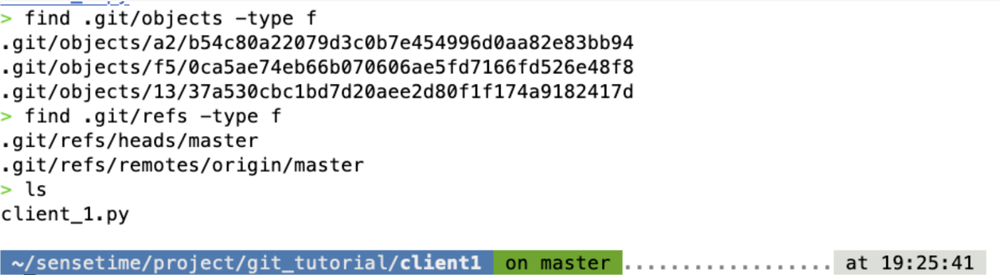 > find .git/objects -type f
.git/objects/a2/b54c80a22079d3c0b7e454996d0aa82e83bb94
.git/objects/f5/0ca5ae74eb66b070606ae5fd7166fd526e48f8
.git/objects/13/37a530cbc1bd7d20aee2d80f1f174a9182417d
> find .git/refs -type f
.git/refs/heads/master
.git/refs/remotes/origin/master
> ls
client_1.py
~/sensetime/project/git_tutorial/client1 on master .................. at 19:25:41